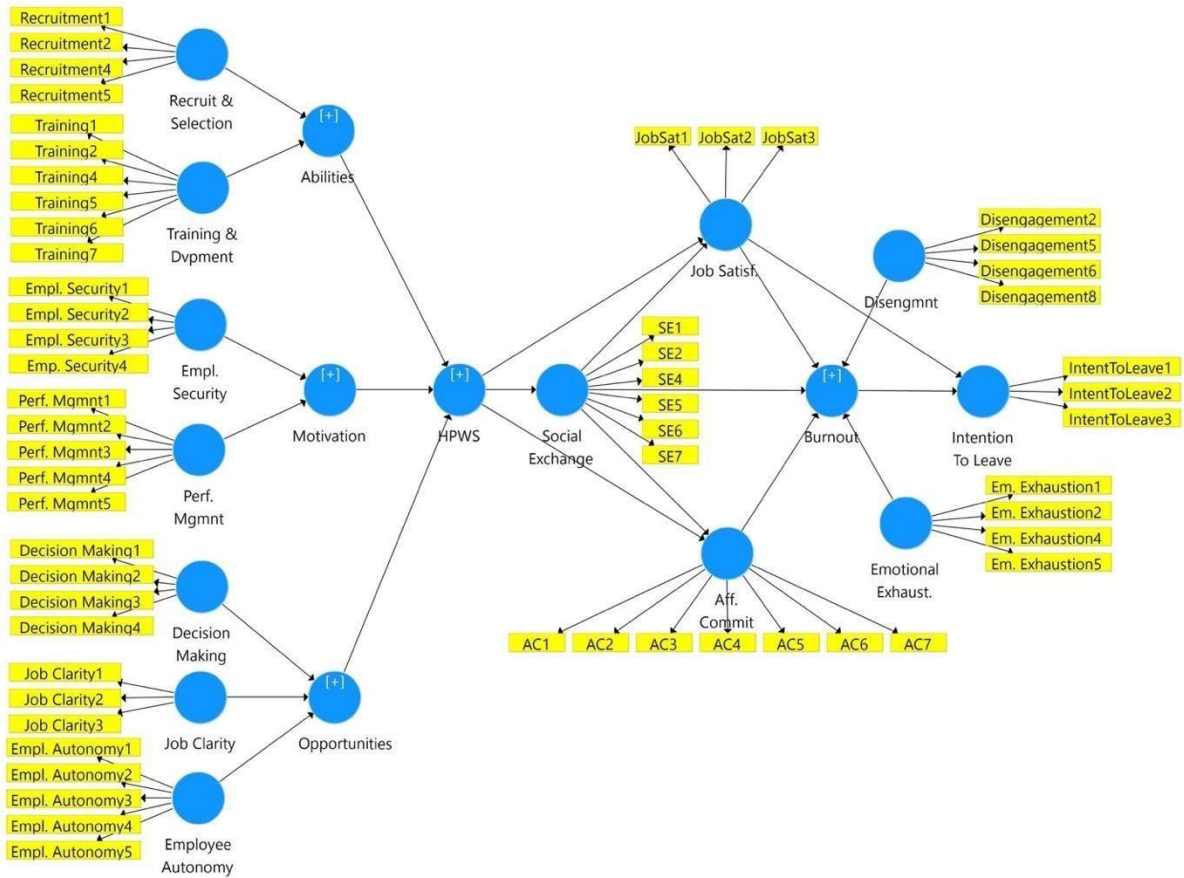 Recruitment1
Recruitment2
Recruitment4
Recruitment5
Recruit &
Selection
Training1
Training2
Training4
Training5
Training6
Training7
Training &
Dvpment
[+]
Abilities
Empl. Security1
Empl. Security2
Empl. Security3
Emp. Security4
Empl.
Security
Perf. Mgmnt1
Perf. Mgmnt2
Perf. Mgmnt3
Perf. Mgmnt4
Perf. Mgmnt5
Perf.
Mgmnt
[+]
Motivation
Decision Making1
Decision Making2
Decision Making3
Decision Making4
Decision
Making
Job Clarity1
Job Clarity2
Job Clarity3
Job Clarity
Empl. Autonomy1
Empl. Autonomy2
Empl. Autonomy3
Empl. Autonomy4
Empl. Autonomy5
Employee
Autonomy
[+]
Opportunities
[+]
HPWS
Social
Exchange
SE1
SE2
SE4
SE5
SE6
SE7
JobSat1
JobSat2
JobSat3
Job Satisf.
Aff.
Commit
AC1
AC2
AC3
AC4
AC5
AC6
AC7
Disengmnt
Disengagement2
Disengagement5
Disengagement6
Disengagement8
[+]
Burnout
Intention
To Leave
IntentToLeave1
IntentToLeave2
IntentToLeave3
Emotional
Exhaust.
Em. Exhaustion1
Em. Exhaustion2
Em. Exhaustion4
Em. Exhaustion5